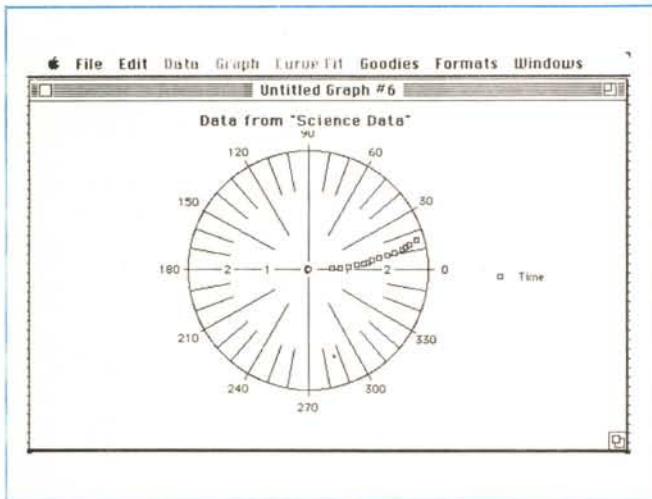 File Edit Data Graph Curve Fit Goodies Formats Windows
Untitled Graph #6
Data from "Science Data"
90
120 60
150 30
180 2 1 0 2 0
Time
210 330
240 300
270